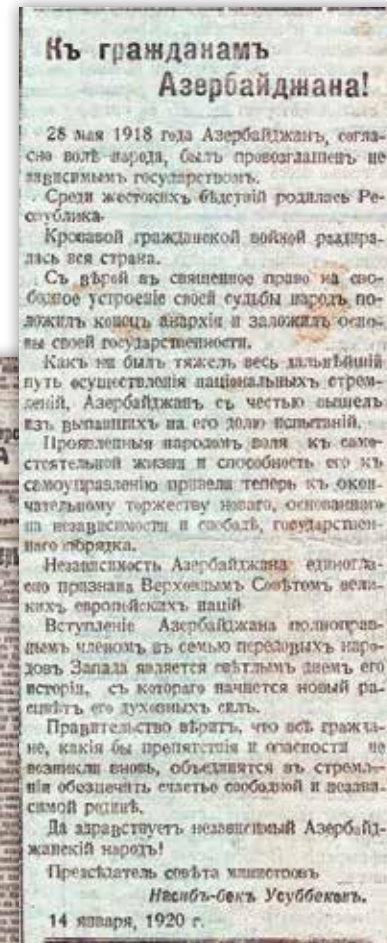 Къ гражданамъ
Азербайджана!
28 мая 1918 года Азербайджанъ, согла-
сно волѣ народа, былъ провозглашенъ не
зависимымъ государствомъ.
Среди жестокихъ бѣдствій родилась Ре-
спублика.
Кровавой гражданской войной раздира-
лась вся страна.
Съ вѣрой въ священное право на сво-
бодное устроеніе своей судьбы народъ по-
ложилъ конецъ анархіи и заложилъ осно-
вы своей государственности.
Какъ ни былъ тяжелъ весь дальнѣйшій
путь осуществленія національныхъ стрем-
леній, Азербайджанъ съ честью вышелъ
изъ выпавшихъ на его долю испытаній.
Проявленныя народомъ воля къ само-
стоятельной жизни и способность его къ
самоуправленію привели теперь къ окон-
чательному торжеству новаго, основаннаго
на независимости и свободѣ, государствен-
наго порядка.
Независимость Азербайджана единогла-
сно признана Верховнымъ Совѣтомъ вели-
кихъ европейскихъ націй
Вступленіе Азербайджана полноправ-
нымъ членомъ въ семью передовыхъ наро-
довъ Запада является свѣтлымъ днемъ его
исторіи, съ котораго начнется новый ра-
сцвѣтъ его духовныхъ силъ.
Правительство вѣритъ, что всѣ гражда-
не, какія бы препятствія и опасности не
возникли вновь, объединятся въ стремле-
ніи обезпечить счастье свободной и незави-
симой родинѣ.
Да здравствуетъ независимый Азербайд-
жанскій народъ!
Предсѣдатель совѣта министровъ
Насибъ-бекъ Усуббековъ.
14 января, 1920 г.